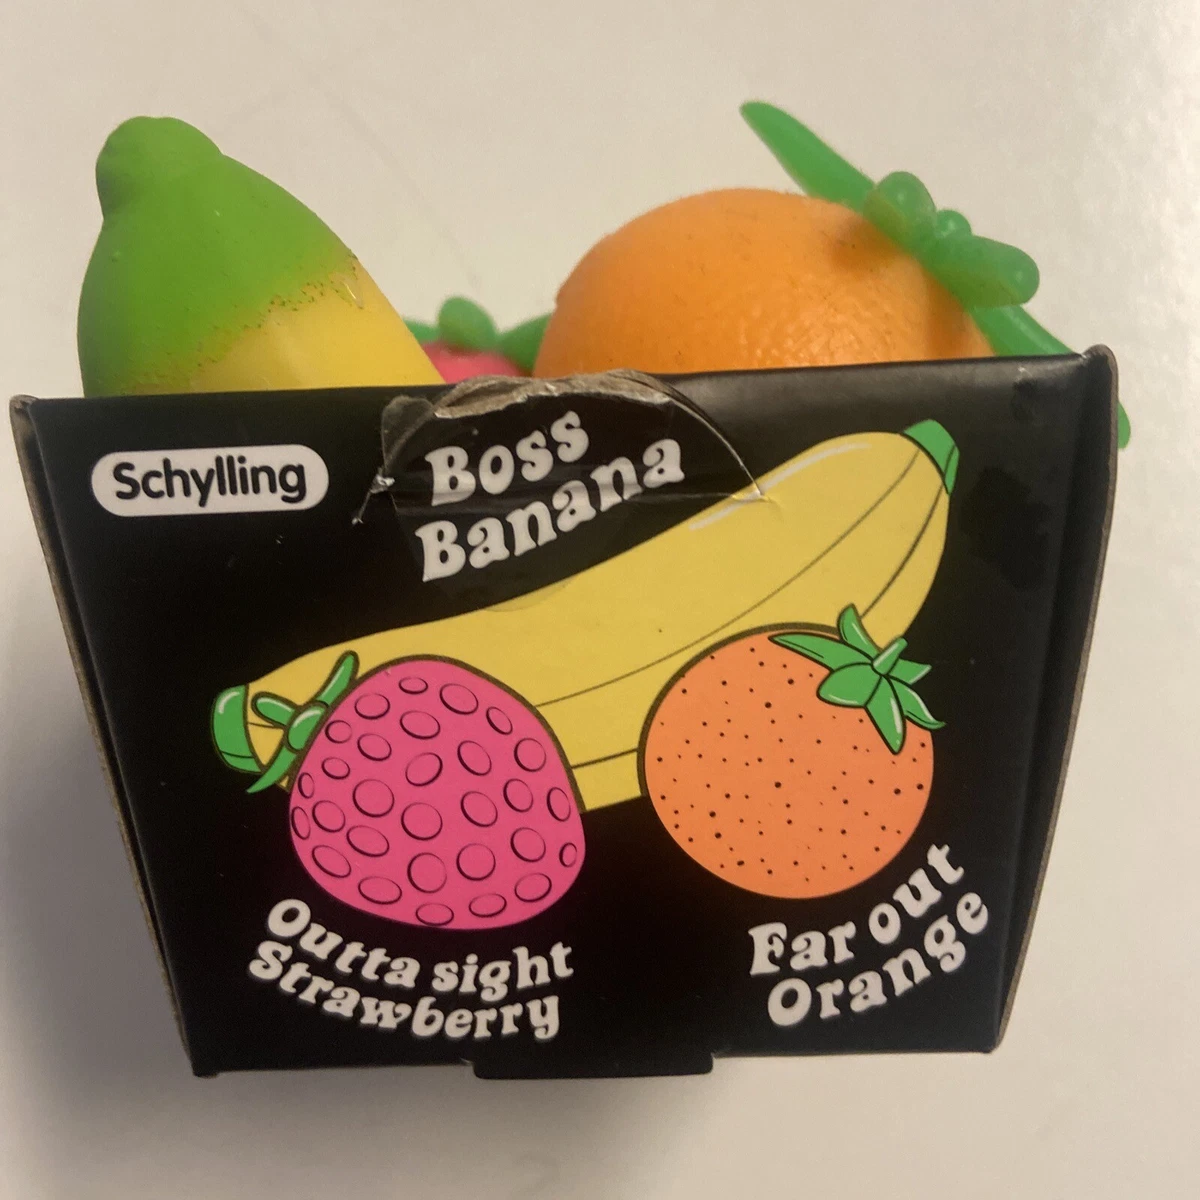 Schylling
Boss
Banana
Outta sight
Strawberry
Far out
Orange